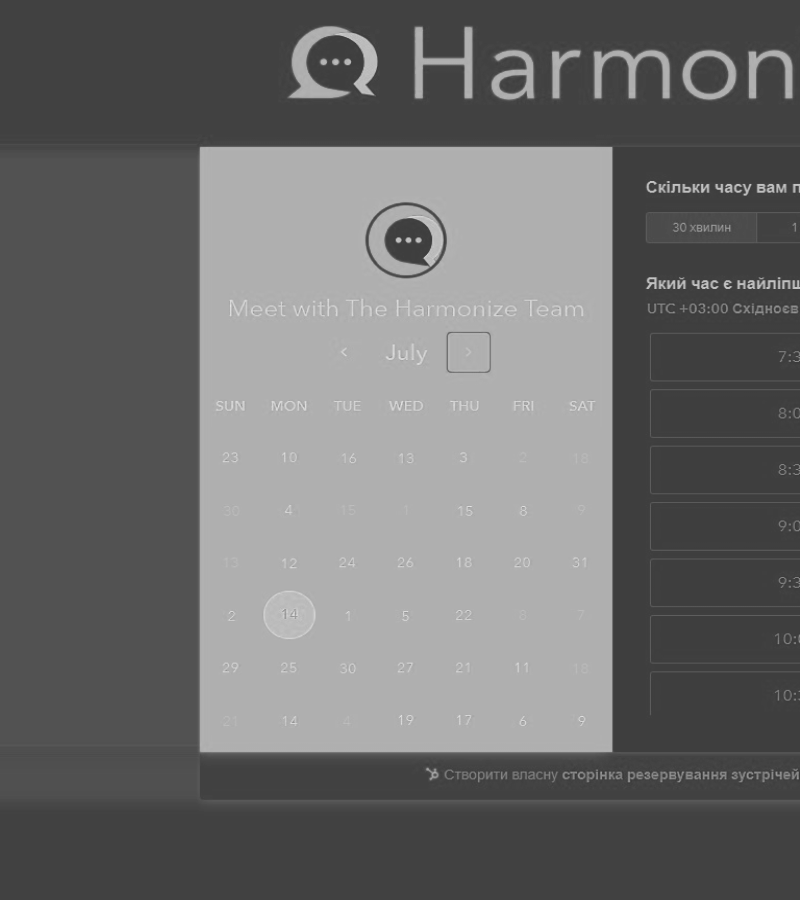 Harmon
Meet with The Harmonize Team
July
SUN MON TUE WED THU FRI SAT
23 10 16 13 3 2
30 4 15 15 8 9
13 12 24 26 18 20 31
2 14 1 5 22 7
29 25 30 27 21 11
21 14 4 19 17 6 9
Скільки часу вам п
30 хвилин 1
Який час є найліпш
UTC +03:00 Східноєв
7:3
8:0
8:3
9:0
9:3
10:0
10:3
Створити власну сторінка резервування зустрічей